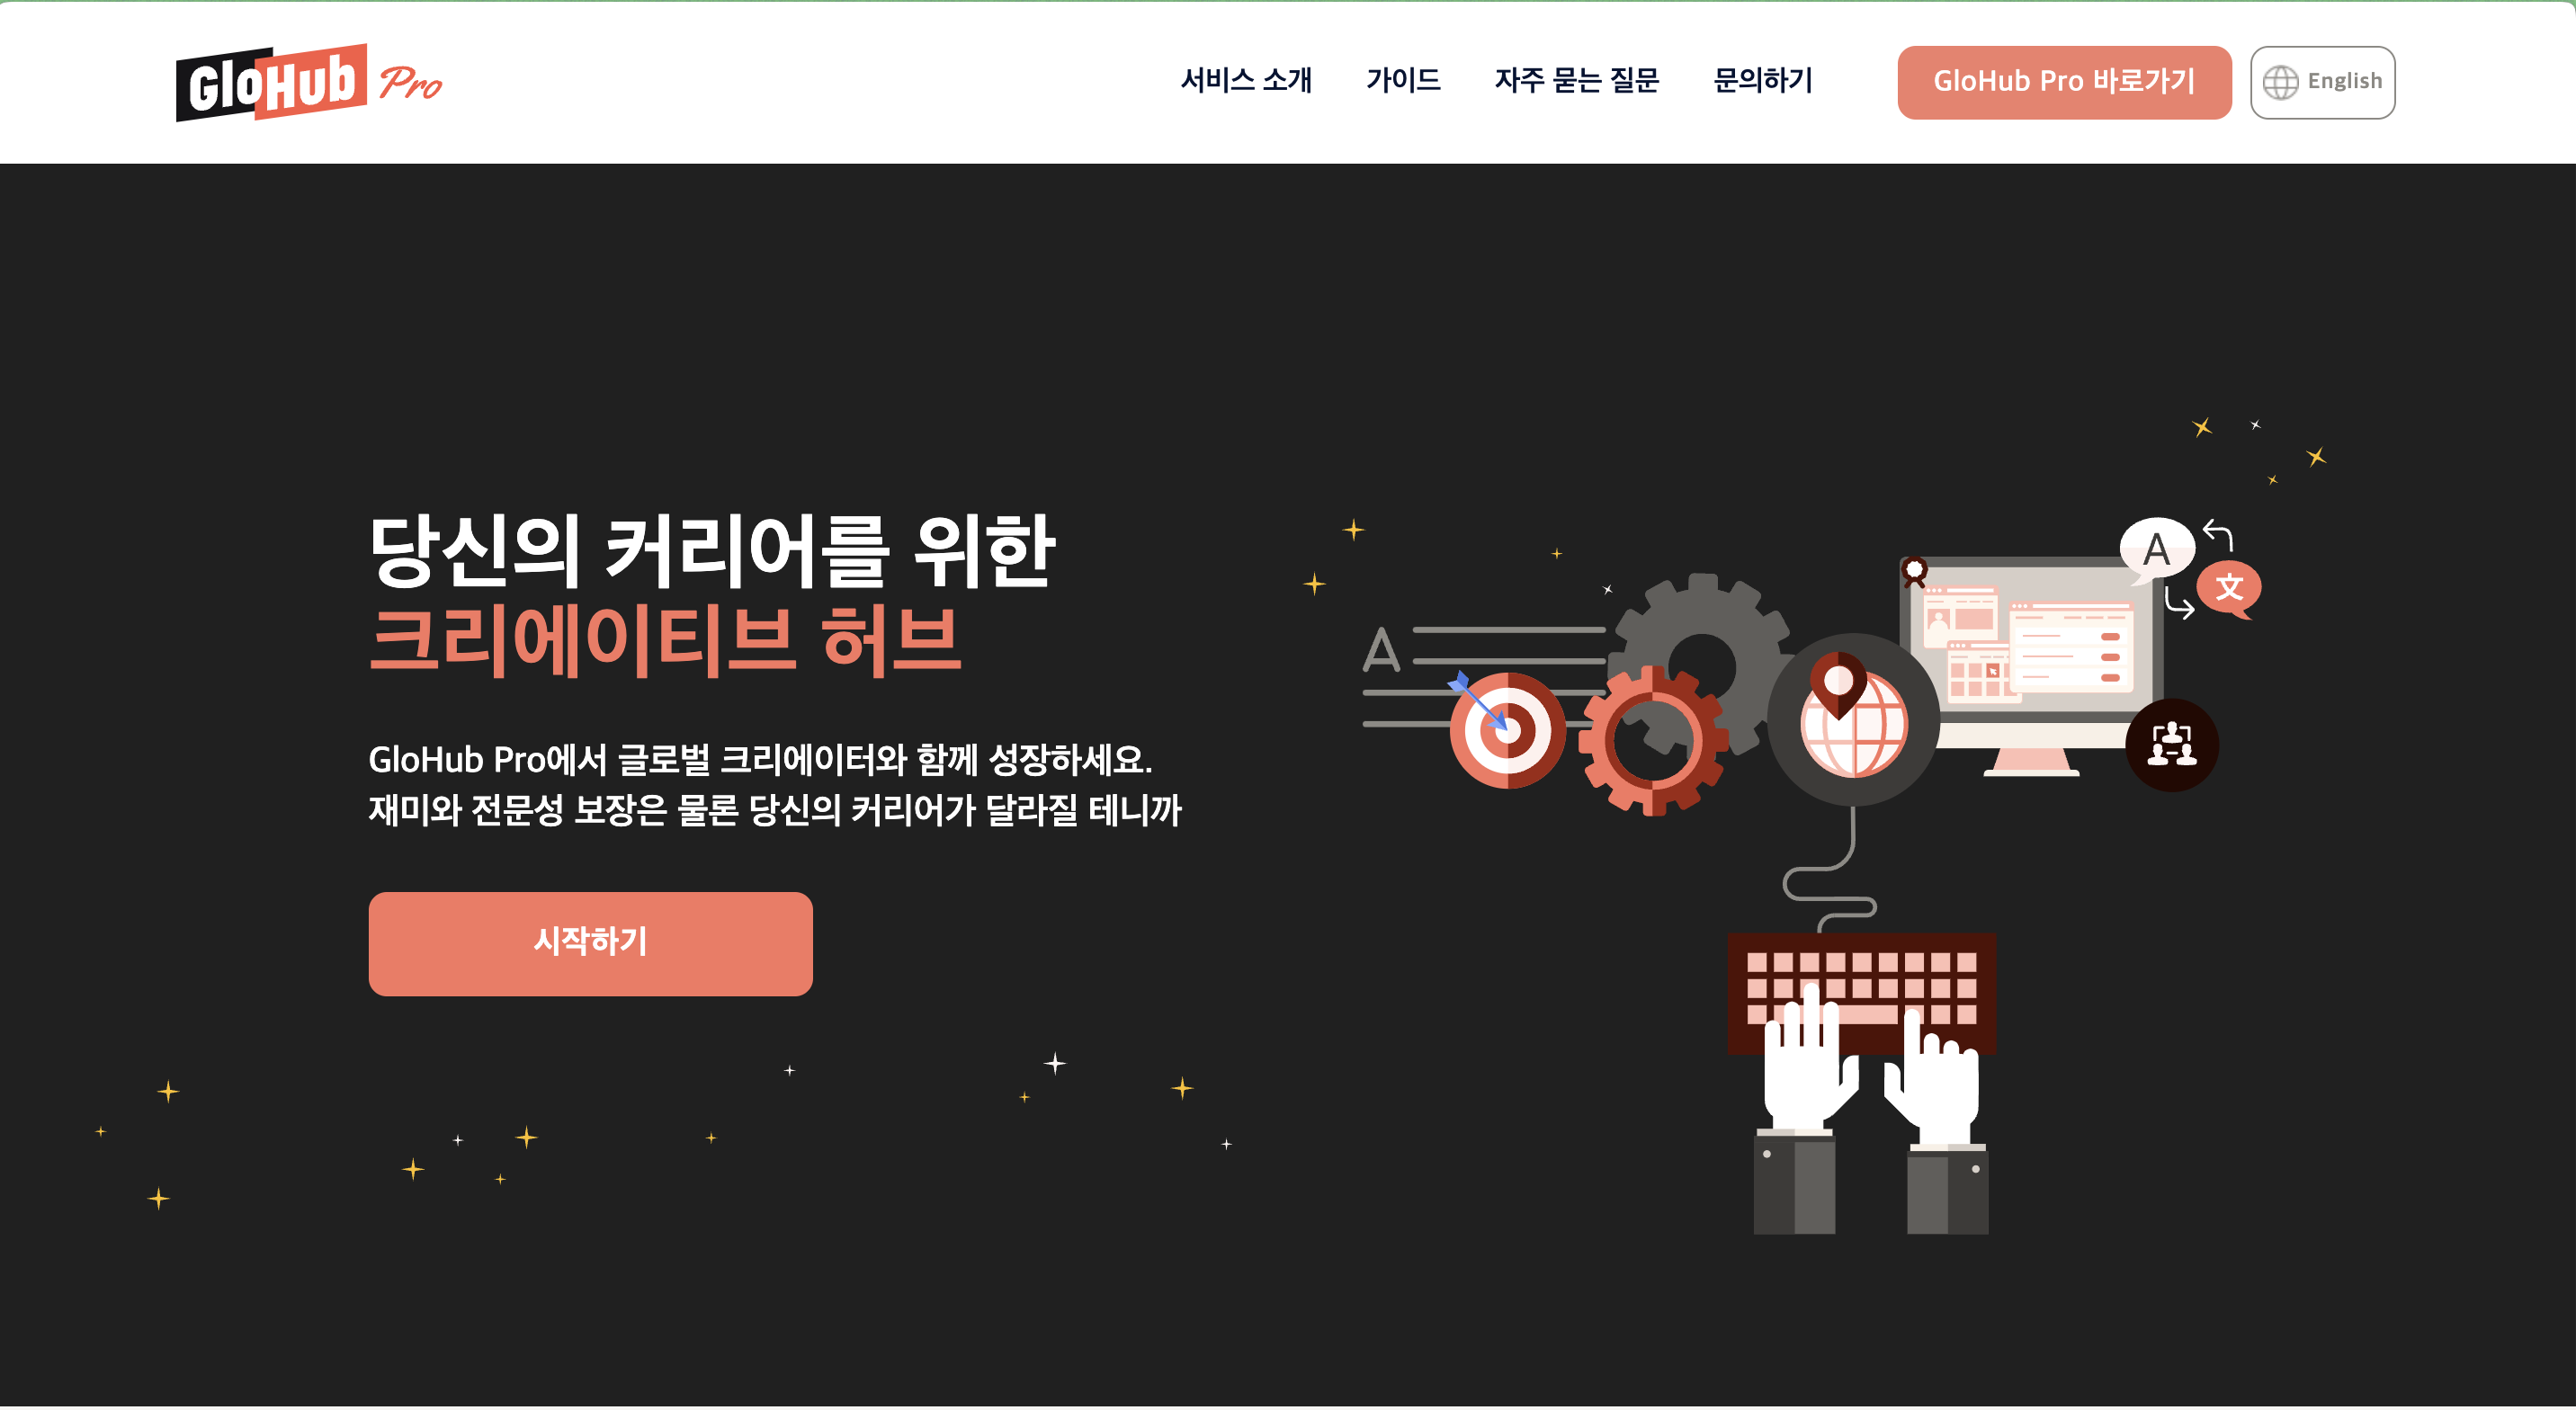 GloHub Pro
서비스 소개
가이드
자주 묻는 질문
문의하기
GloHub Pro 바로가기
English
당신의 커리어를 위한
크리에이티브 허브
GloHub Pro에서 글로벌 크리에이터와 함께 성장하세요.
재미와 전문성 보장은 물론 당신의 커리어가 달라질 테니까
시작하기
A
A
文